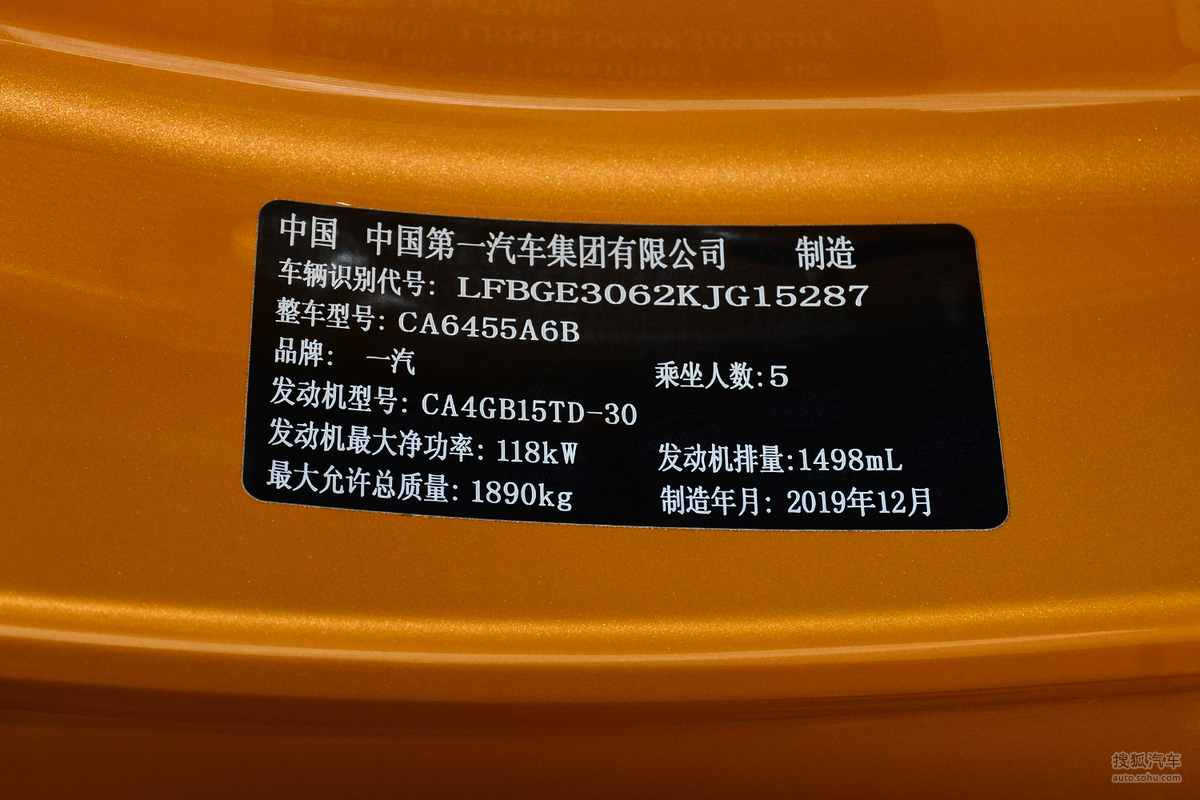 中国 中国第一汽车集团有限公司 制造
车辆识别代号: LFBGE3062KJG15287
整车型号: CA6455A6B
品牌: 一汽 乘坐人数:5
发动机型号: CA4GB15TD-30
发动机最大净功率: 118kW 发动机排量:1498mL
最大允许总质量: 1890kg 制造年月: 2019年12月
搜狐汽车
auto.sohu.com